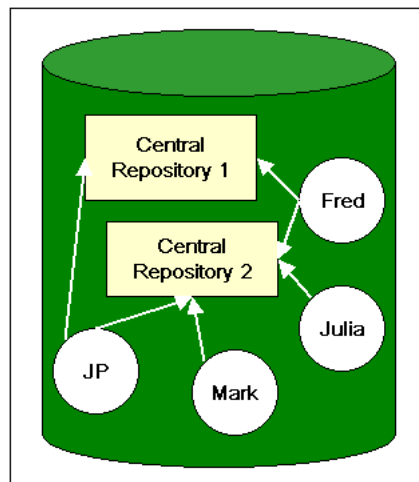 Central
Repository 1
Fred
Central
Repository 2
Julia
JP
Mark